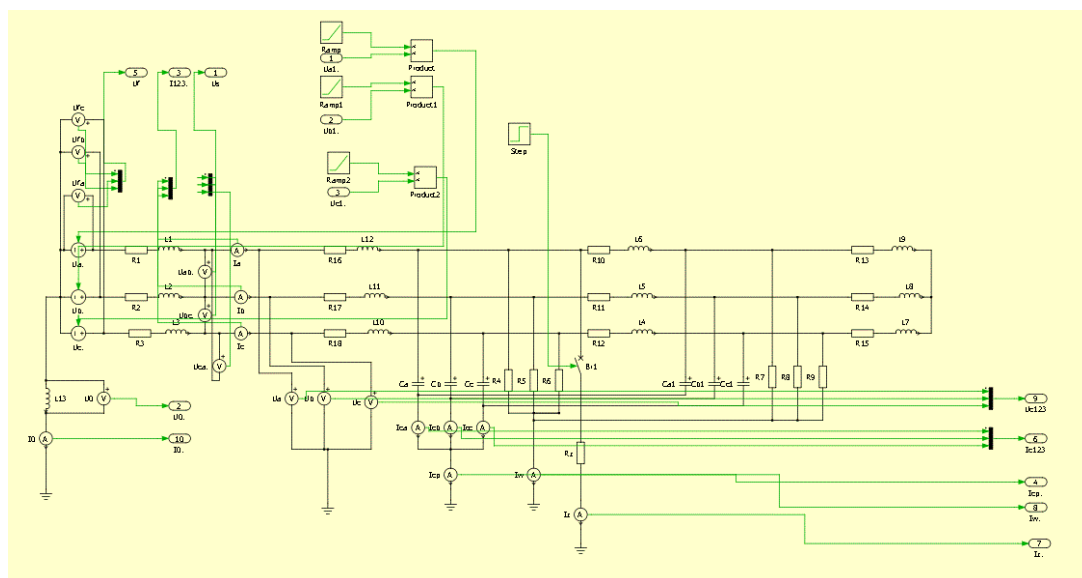 Ramp
1
Ua1.
Product
5
Uf
3
I123.
1
Us
Ramp1
Product1
2
Ub1.
Ufc
Ufb
Step
Ramp2
Product2
3
Uc1.
Ufa
L1
L12
L6
L9
Ua.
R1
Ia
R16
R10
R13
Uab.
L2
L11
L5
L8
Ub.
R2
Ib
R17
R11
R14
Ubc.
L3
L10
L4
L7
Uc.
R3
Ic
R18
R12
R15
Uca.
Br1
Ca
Cb
Cc
R4
R5
R6
Ca1
Cb1
Cc1
R7
R8
R9
L13
U0
Ua
Ub
Uc
2
U0.
9
Uc123
I0
10
I0.
Ica
Icb
Icc
6
Ic123
Rz
Icp
Iw
4
Icp.
8
Iw.
Iz
7
Iz.